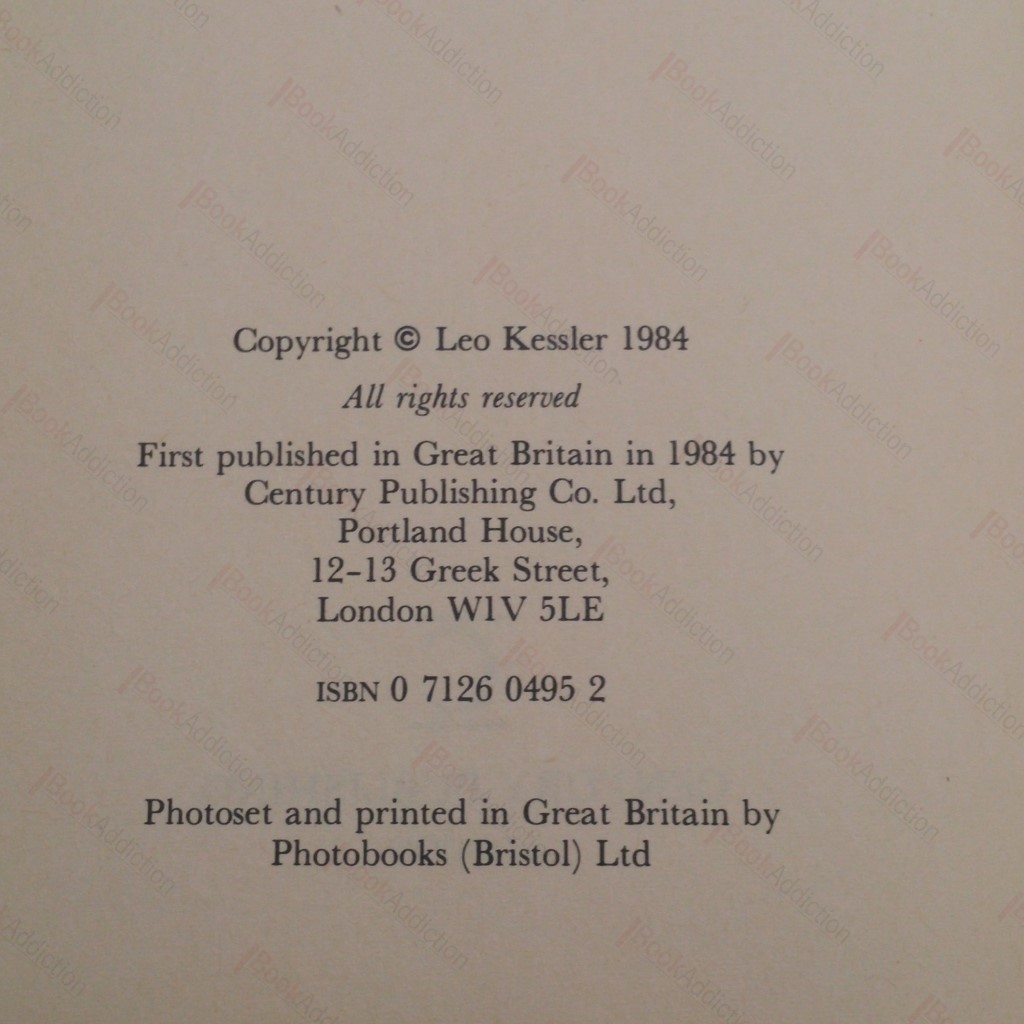 Copyright © Leo Kessler 1984
All rights reserved
First published in Great Britain in 1984 by
Century Publishing Co. Ltd,
Portland House,
12–13 Greek Street,
London W1V 5LE
ISBN 0 7126 0495 2
Photoset and printed in Great Britain by
Photobooks (Bristol) Ltd
BookAddiction